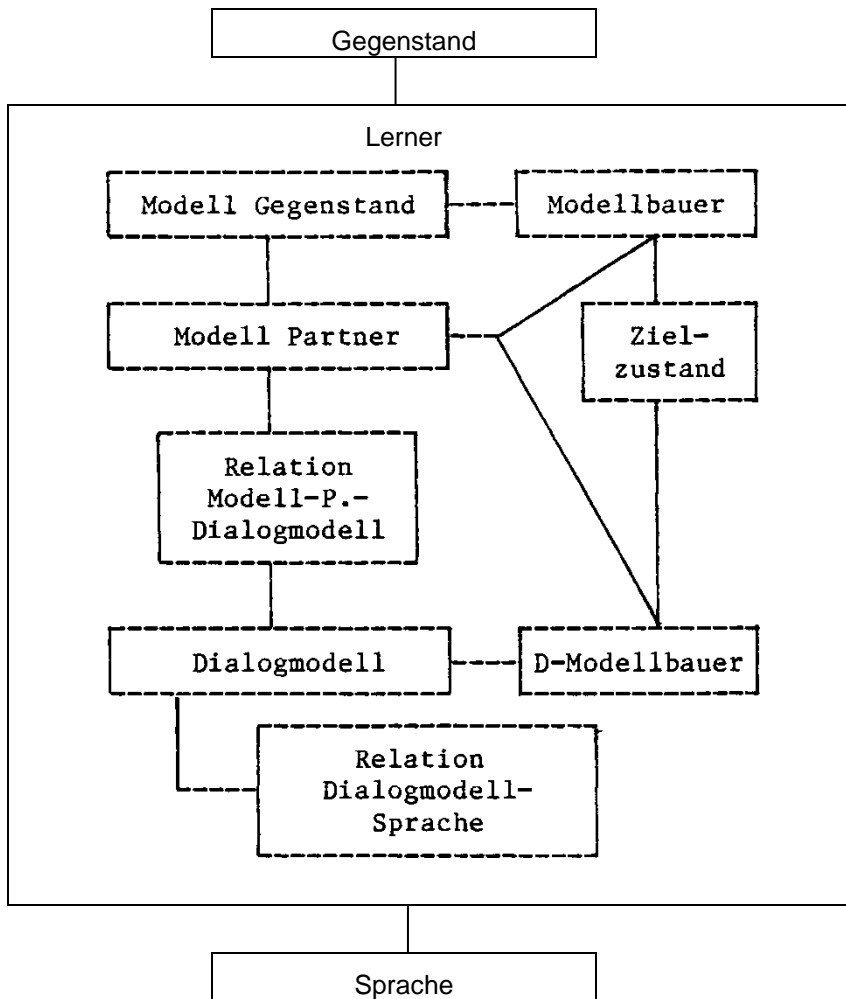 Gegenstand
Lerner
Modell Gegenstand
Modellbauer
Modell Partner
Ziel-
zustand
Relation
Modell-P.-
Dialogmodell
Dialogmodell
D-Modellbauer
Relation
Dialogmodell-
Sprache
Sprache